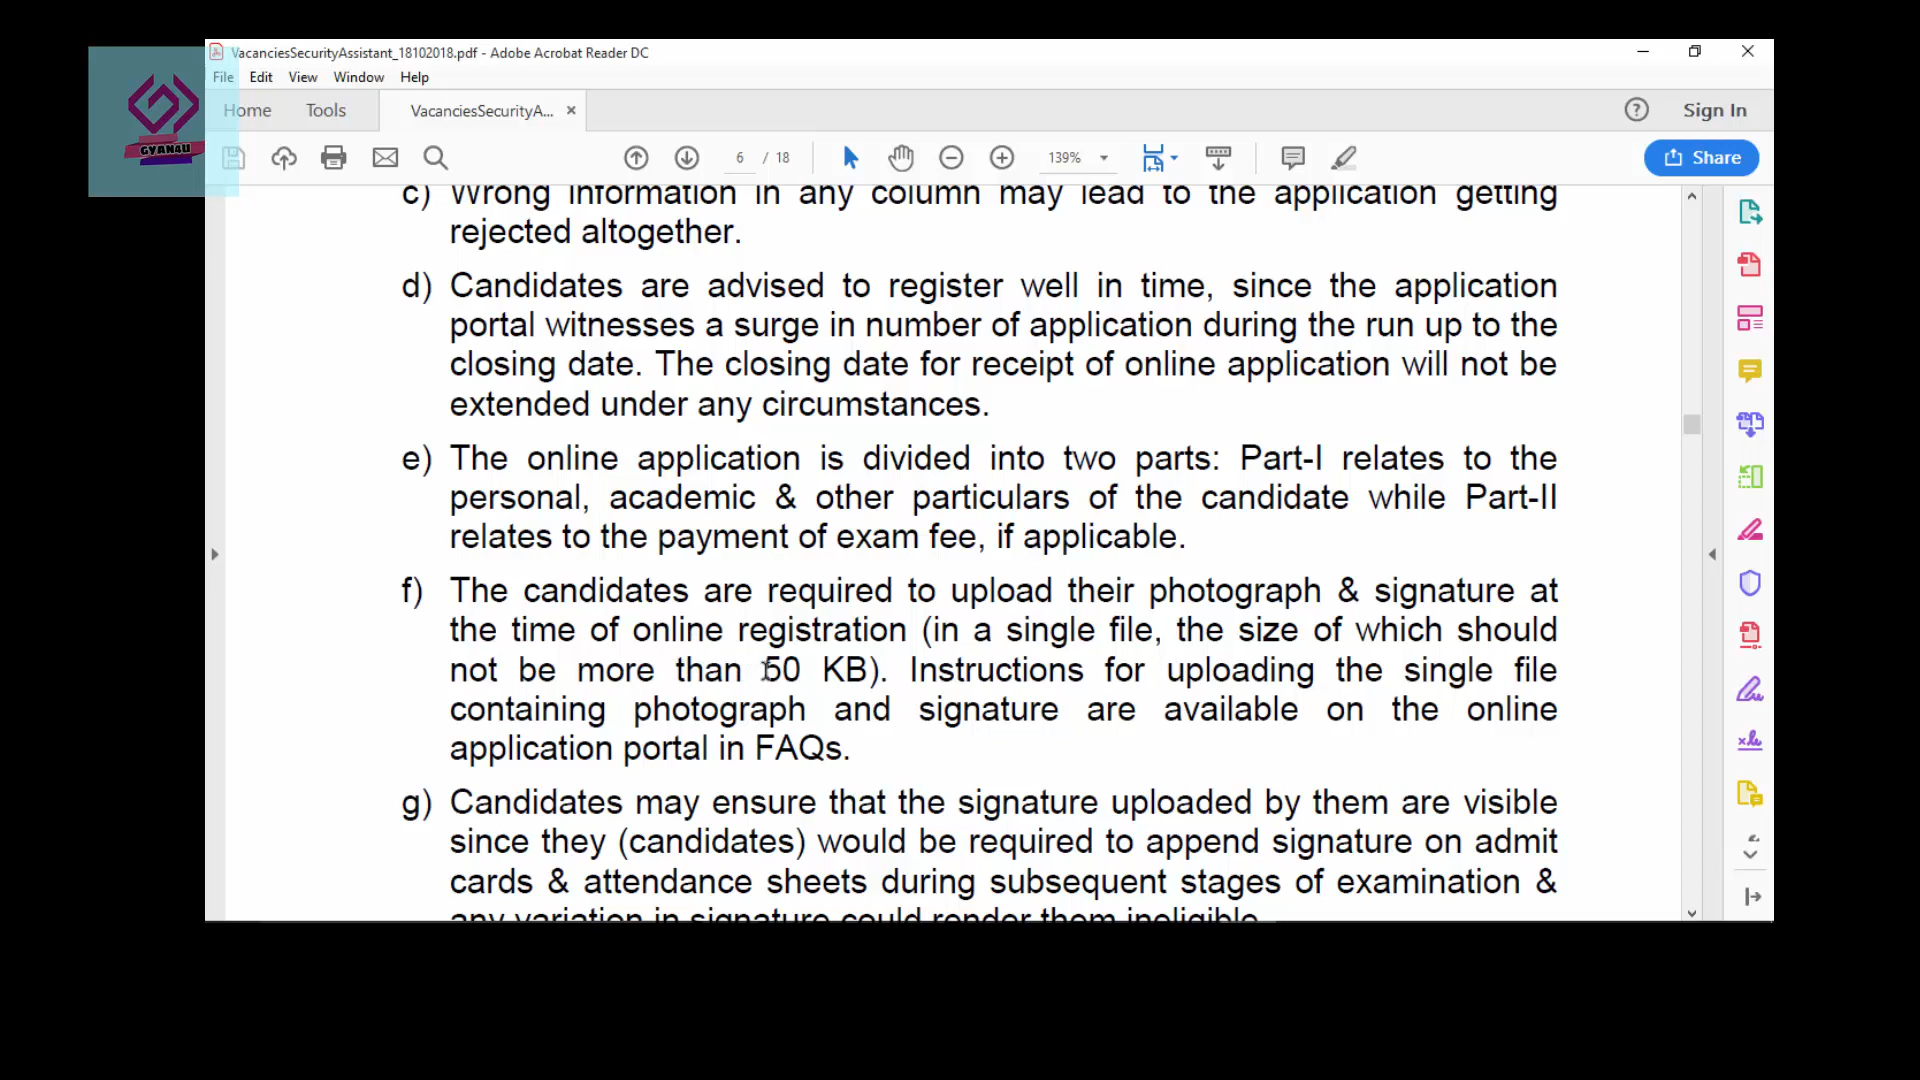 VacanciesSecurityAssistant_18102018.pdf - Adobe Acrobat Reader DC
File Edit View Window Help
Home Tools VacanciesSecurityA... Sign In
GYAN4U
6 / 18 139% Share
c) Wrong information in any column may lead to the application getting
rejected altogether.
d) Candidates are advised to register well in time, since the application
portal witnesses a surge in number of application during the run up to the
closing date. The closing date for receipt of online application will not be
extended under any circumstances.
e) The online application is divided into two parts: Part-I relates to the
personal, academic & other particulars of the candidate while Part-II
relates to the payment of exam fee, if applicable.
f) The candidates are required to upload their photograph & signature at
the time of online registration (in a single file, the size of which should
not be more than 50 KB). Instructions for uploading the single file
containing photograph and signature are available on the online
application portal in FAQs.
g) Candidates may ensure that the signature uploaded by them are visible
since they (candidates) would be required to append signature on admit
cards & attendance sheets during subsequent stages of examination &
any variation in signature could render them ineligible.